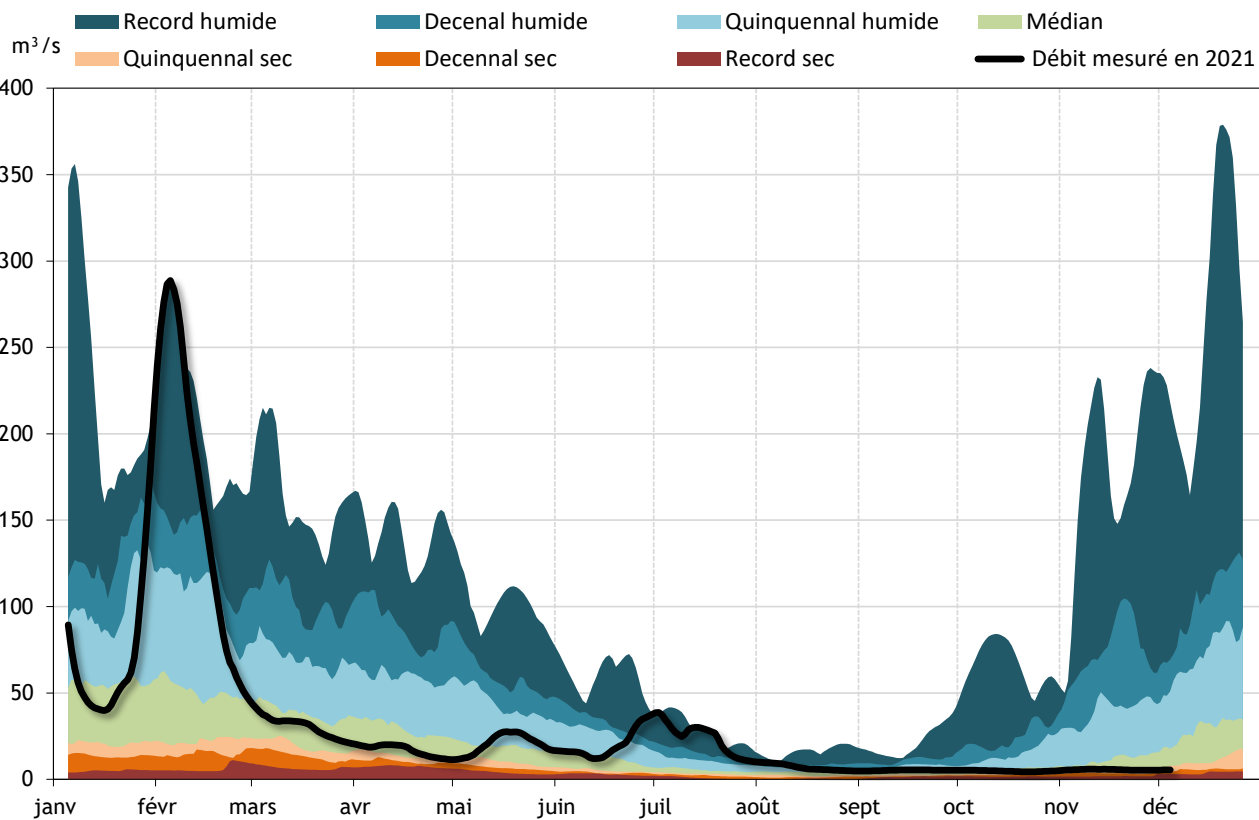 Record humide Decenal humide Quinquennal humide Médian
m³/s
Quinquennal sec Decennal sec Record sec Débit mesuré en 2021
400
350
300
250
200
150
100
50
0
janv févr mars avr mai juin juil août sept oct nov déc